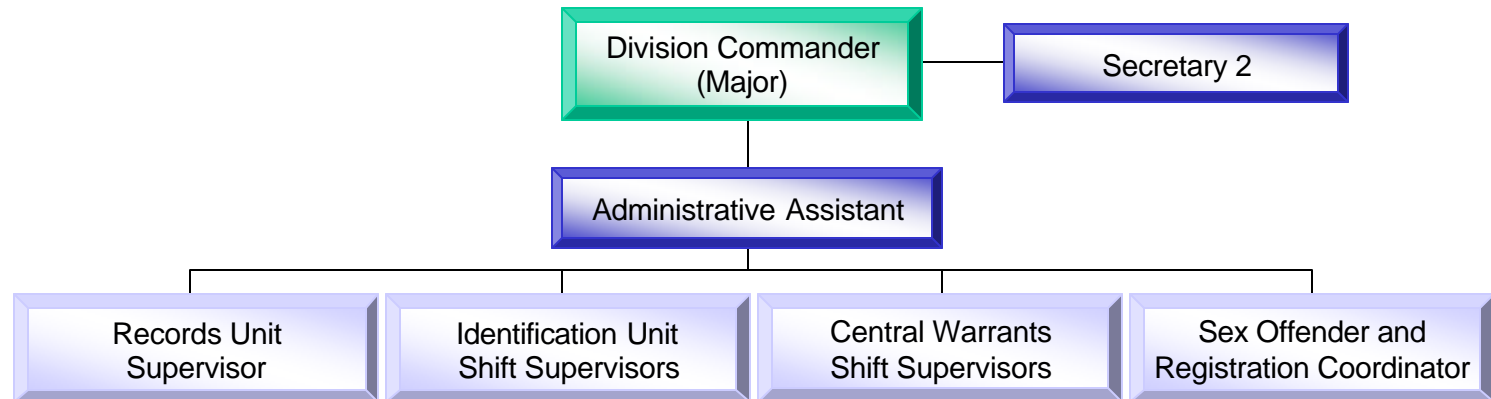 Division Commander
(Major)
Secretary 2
Administrative Assistant
Records Unit
Supervisor
Identification Unit
Shift Supervisors
Central Warrants
Shift Supervisors
Sex Offender and
Registration Coordinator